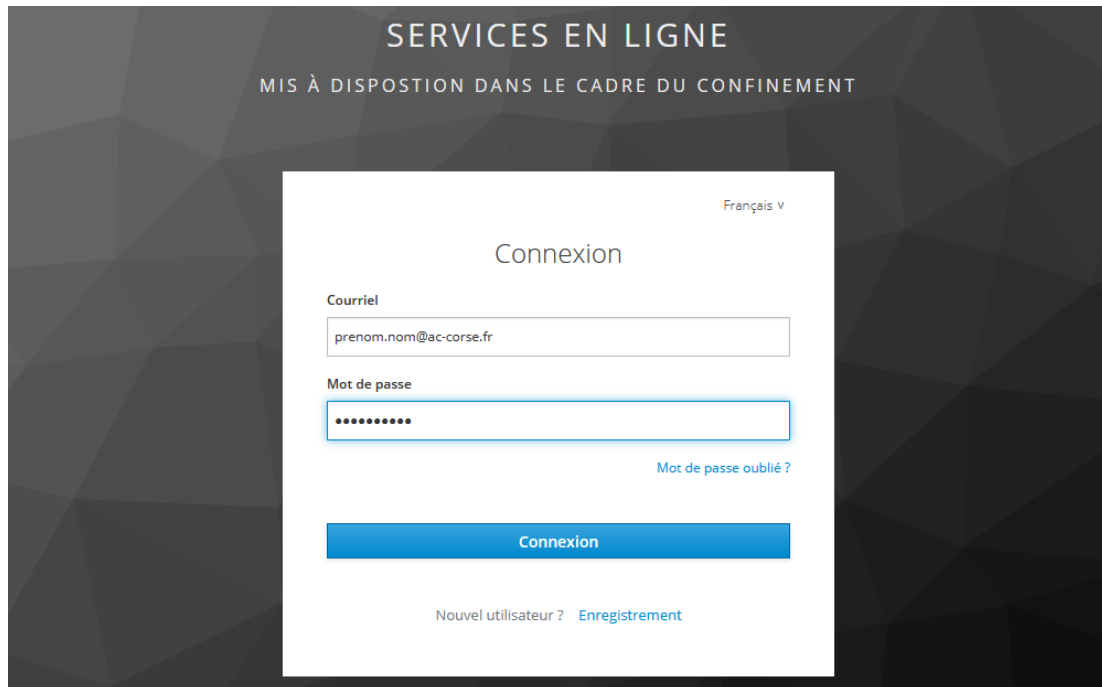 SERVICES EN LIGNE
MIS À DISPOSTION DANS LE CADRE DU CONFINEMENT
Français v
Connexion
Courriel
prenom.nom@ac-corse.fr
Mot de passe
••••••••••
Mot de passe oublié ?
Connexion
Nouvel utilisateur ? Enregistrement